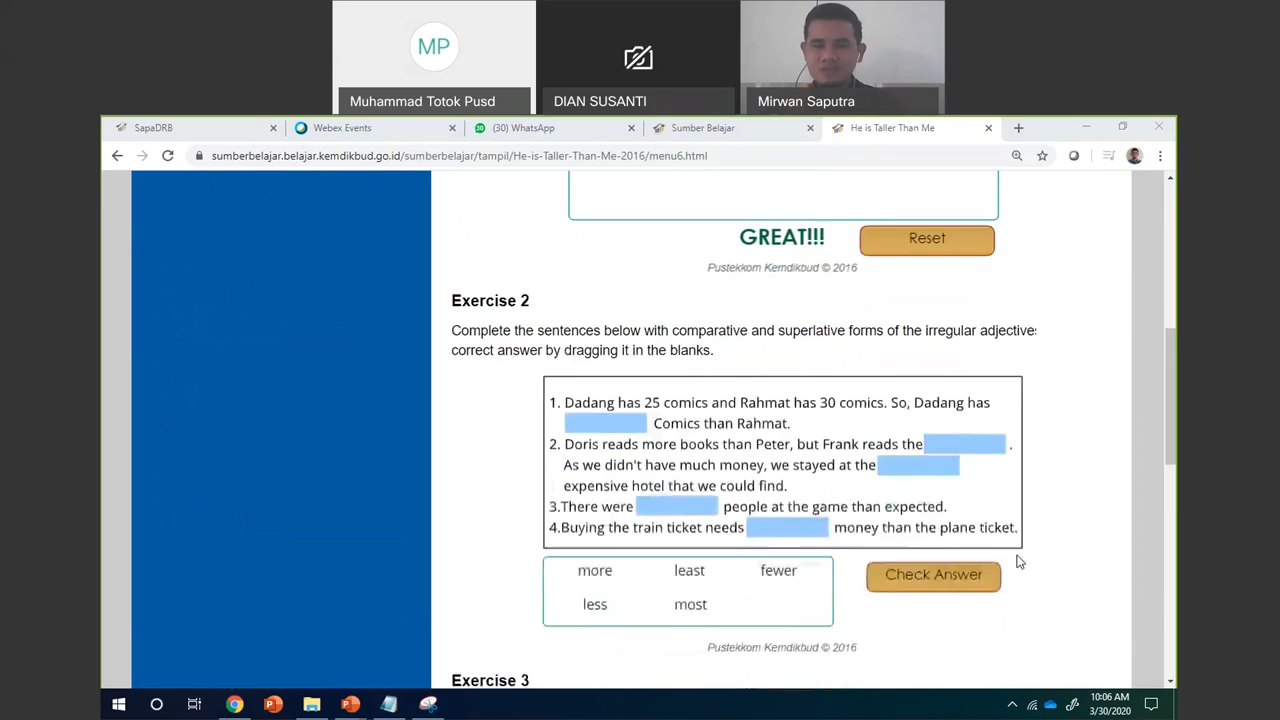 MP
Muhammad Totok Pusd
DIAN SUSANTI
Mirwan Saputra
SapaDRB
Webex Events
30
(30) WhatsApp
Sumber Belajar
He is Taller Than Me
sumberbelajar.belajar.kemdikbud.go.id/sumberbelajar/tampil/He-is-Taller-Than-Me-2016/menu6.html
GREAT!!!
Reset
Pustekkom Kemdikbud © 2016
Exercise 2
Complete the sentences below with comparative and superlative forms of the irregular adjectives
correct answer by dragging it in the blanks.
1. Dadang has 25 comics and Rahmat has 30 comics. So, Dadang has
Comics than Rahmat.
2. Doris reads more books than Peter, but Frank reads the .
As we didn't have much money, we stayed at the
expensive hotel that we could find.
3.There were people at the game than expected.
4.Buying the train ticket needs money than the plane ticket.
more least fewer
less most
Check Answer
Pustekkom Kemdikbud © 2016
Exercise 3
10:06 AM
3/30/2020